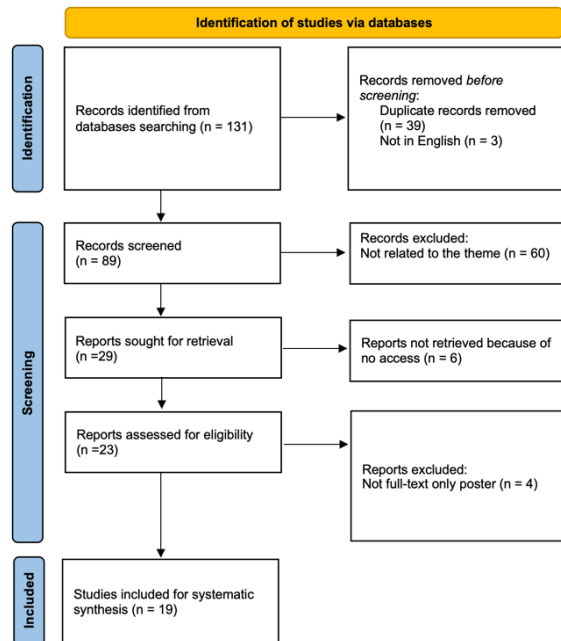 Identification of studies via databases
Identification
Records identified from
databases searching (n = 131)
Records removed before
screening:
Duplicate records removed
(n = 39)
Not in English (n = 3)
Screening
Records screened
(n = 89)
Records excluded:
Not related to the theme (n = 60)
Reports sought for retrieval
(n =29)
Reports not retrieved because of
no access (n = 6)
Reports assessed for eligibility
(n =23)
Reports excluded:
Not full-text only poster (n = 4)
Included
Studies included for systematic
synthesis (n = 19)